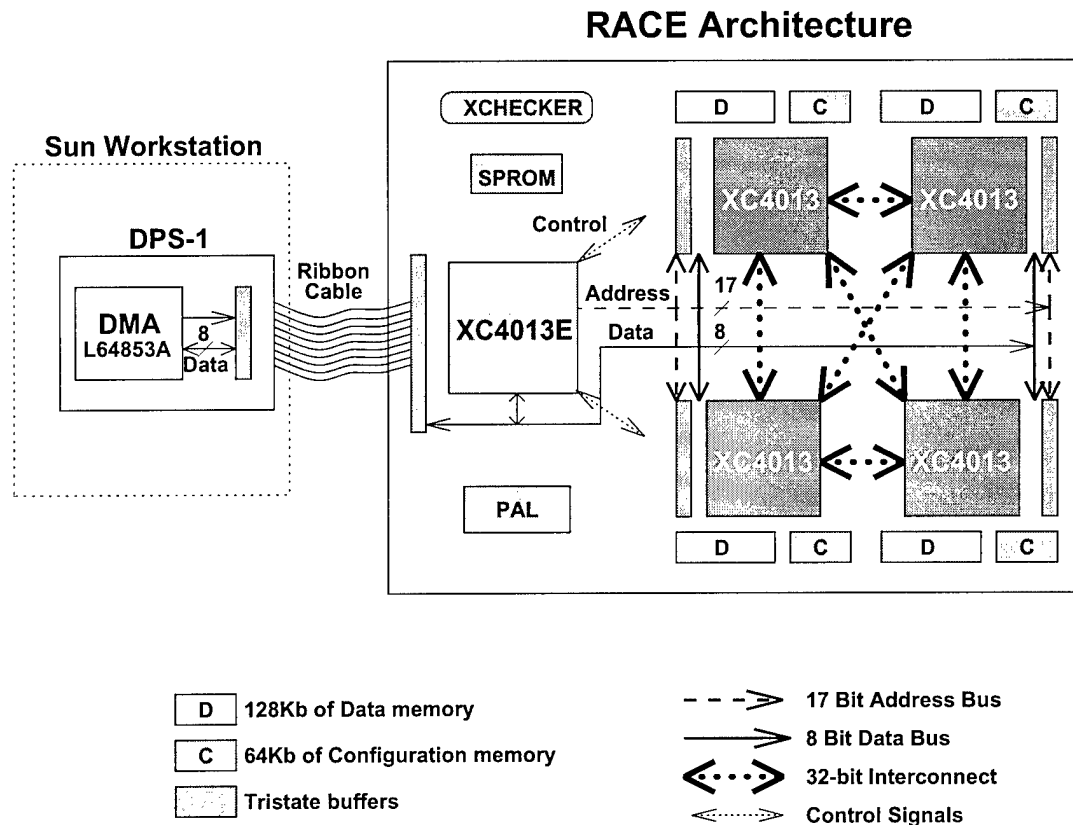 RACE Architecture
XCHECKER
D
C
D
C
Sun Workstation
SPROM
XC4013
XC4013
Control
DPS-1
Ribbon
Cable
Address
17
DMA
L64853A
8
Data
XC4013E
Data
8
XC4013
XC4013
PAL
D
C
D
C
D 128Kb of Data memory
C 64Kb of Configuration memory
Tristate buffers
17 Bit Address Bus
8 Bit Data Bus
32-bit Interconnect
Control Signals